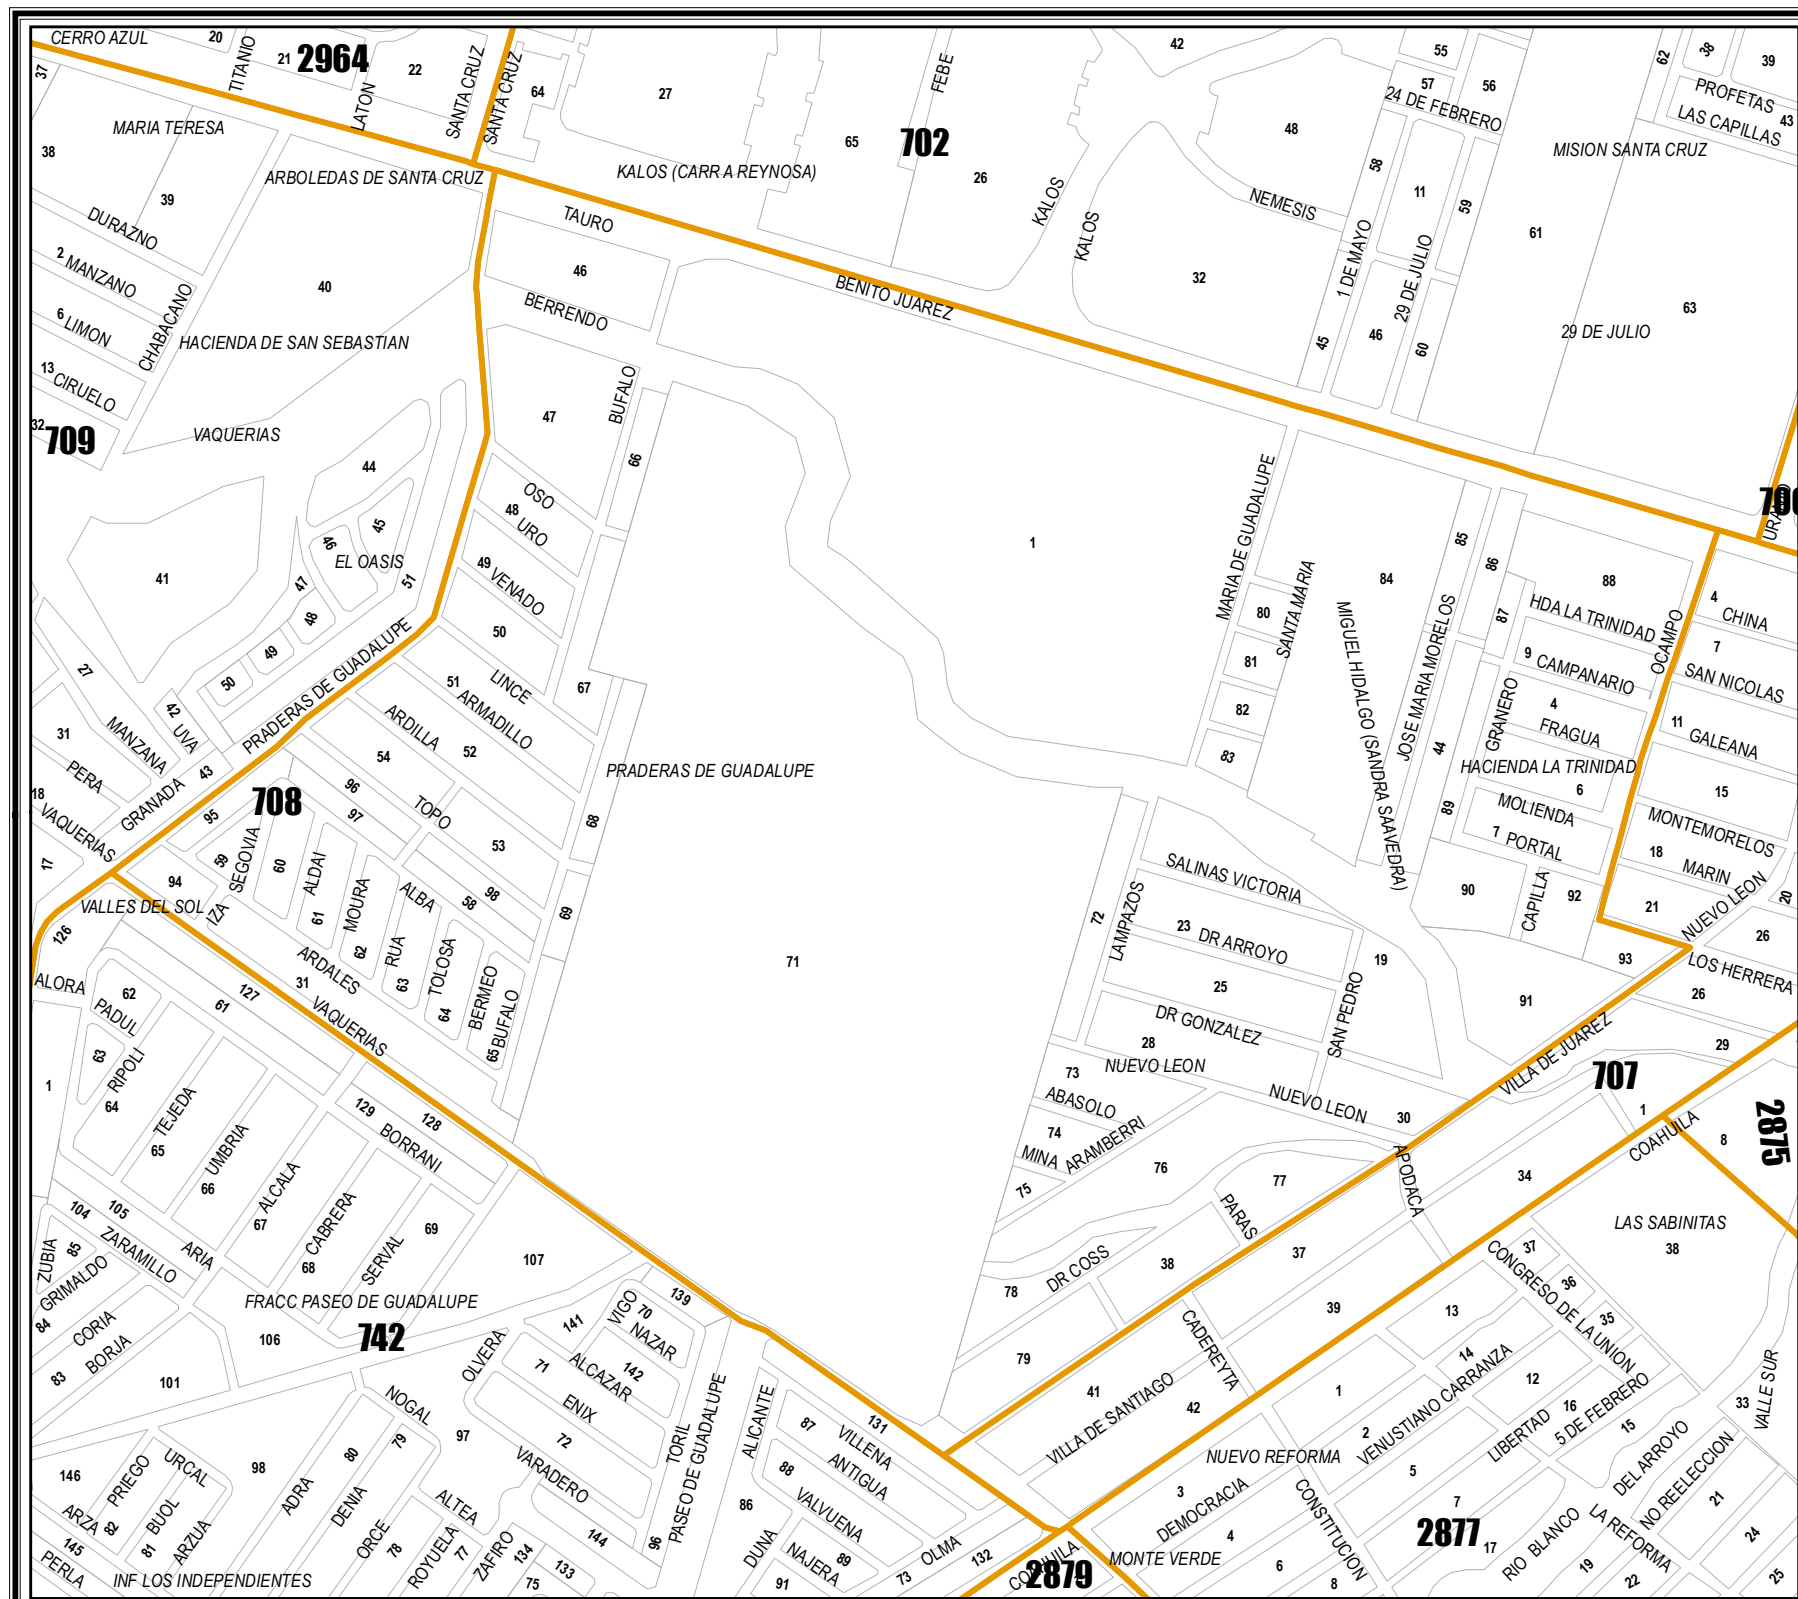 CERRO AZUL
20
TITANIO
21
2964
LATON
22
SANTA CRUZ
SANTA CRUZ
64
27
FEBE
42
55
57
56
62
38
39
PROFETAS
LAS CAPILLAS
43
37
MARIA TERESA
38
39
ARBOLEDAS DE SANTA CRUZ
KALOS (CARR A REYNOSA)
65
702
26
KALOS
KALOS
48
24 DE FEBRERO
58
11
59
NEMESIS
MISION SANTA CRUZ
61
63
29 DE JULIO
DURAZNO
2
MANZANO
6
LIMON
13
CIRUELO
CHABACANO
40
HACIENDA DE SAN SEBASTIAN
TAURO
46
BERRENDO
BENITO JUAREZ
32
1 DE MAYO
29 DE JULIO
45
46
60
32
709
VAQUERIAS
44
45
46
EL OASIS
47
48
51
41
49
50
47
BUFALO
66
OSO
48
URO
49
VENADO
50
LINCE
51
ARMADILLO
67
1
MARIA DE GUADALUPE
80
81
82
83
SANTA MARIA
84
MIGUEL HIDALGO (SANDRA SAAVEDRA)
JOSE MARIA MORELOS
85
86
87
44
89
88
HDA LA TRINIDAD
9
CAMPANARIO
4
FRAGUA
GRANERO
HACIENDA LA TRINIDAD
6
MOLIENDA
7
PORTAL
OCAMPO
4
CHINA
7
SAN NICOLAS
11
GALEANA
15
MONTEMORELOS
18
MARIN
21
NUEVO LEON
20
26
LOS HERRERA
26
29
27
42
UVA
MANZANA
31
PERA
18
VAQUERIAS
17
GRANADA
43
PRADERAS DE GUADALUPE
ARDILLA
52
54
96
TOPO
97
53
98
58
68
69
PRADERAS DE GUADALUPE
708
95
59
SEGOVIA
60
ALDAI
61
MOURA
62
ALBA
RUA
63
TOLOSA
64
BERMEO
65
BUFALO
94
IZA
ARDALES
31
VAQUERIAS
VALLES DEL SOL
126
127
61
ALORA
62
PADUL
63
RIPOLI
64
1
TEJEDA
65
UMBRIA
66
ALCALA
67
CABRERA
68
SERVAL
69
129
128
BORRANI
71
72
LAMPAZOS
SALINAS VICTORIA
23
DR ARROYO
25
DR GONZALEZ
28
SAN PEDRO
19
90
CAPILLA
92
93
91
VILLA DE JUAREZ
707
NUEVO LEON
NUEVO LEON
30
73
ABASOLO
74
MINA
ARAMBERRI
75
76
77
PARAS
78
DR COSS
38
79
37
APODACA
34
1
COAHUILA
8
2875
LAS SABINITAS
38
CONGRESO DE LA UNION
37
36
35
104
105
ZARAMILLO
ARIA
ZUBIA
85
GRIMALDO
84
CORIA
83
BORJA
106
101
FRACC PASEO DE GUADALUPE
742
107
139
VIGO
70
NAZAR
141
142
ALCAZAR
OLVERA
71
ENIX
72
VARADERO
144
TORIL
PASEO DE GUADALUPE
96
ALICANTE
86
87
VILLENA
131
88
ANTIGUA
VALVUENA
DUNA
NAJERA
89
91
73
OLMA
132
NOGAL
97
79
80
98
ADRA
DENIA
ORCE
78
ALTEA
ROYUELA
77
ZAFIRO
134
133
75
146
ARZA
PRIEGO
82
BUOL
81
URCAL
ARZUA
145
PERLA
INF LOS INDEPENDIENTES
CADEREYTA
39
41
42
VILLA DE SANTIAGO
13
14
1
2
VENUSTIANO CARRANZA
12
16
LIBERTAD
5 DE FEBRERO
15
NUEVO REFORMA
3
DEMOCRACIA
4
5
6
7
8
CONSTITUCION
2877
17
MONTE VERDE
COAHUILA
2879
VALLE SUR
33
DEL ARROYO
NO REELECCION
RIO BLANCO
LA REFORMA
19
22
21
24
25